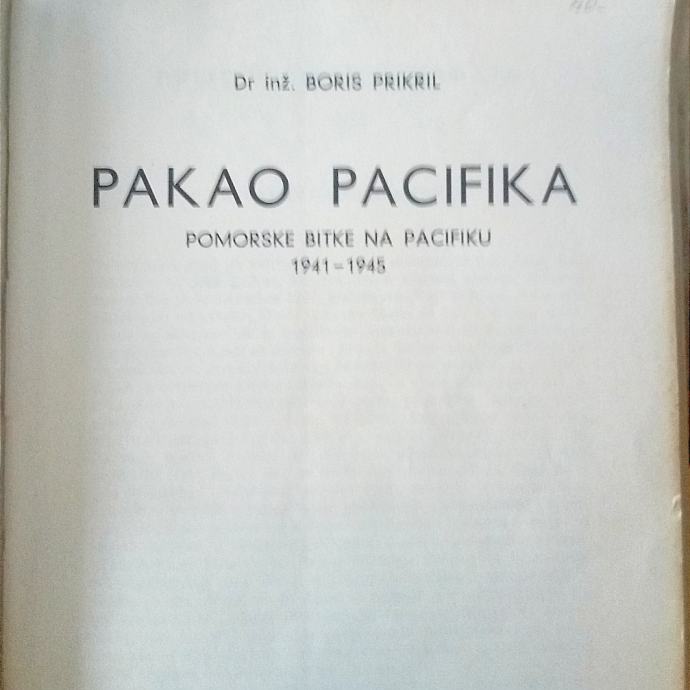 Dr inž. BORIS PRIKRIL
PAKAO PACIFIKA
POMORSKE BITKE NA PACIFIKU
1941-1945